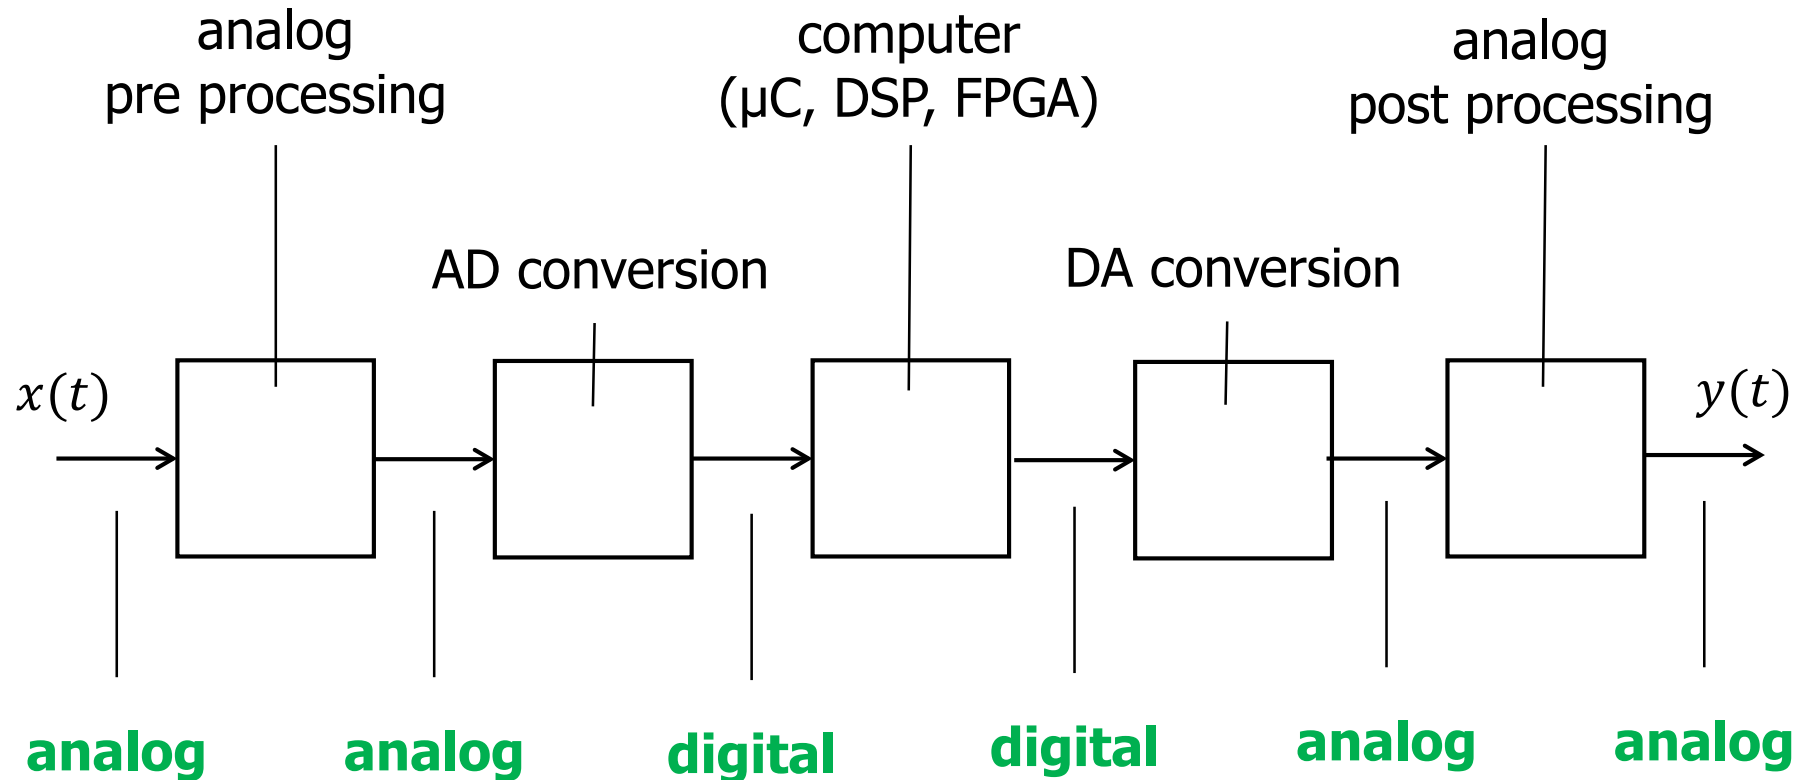 analog
pre processing
computer
(µC, DSP, FPGA)
analog
post processing
AD conversion
DA conversion
x(t)
y(t)
analog
analog
digital
digital
analog
analog